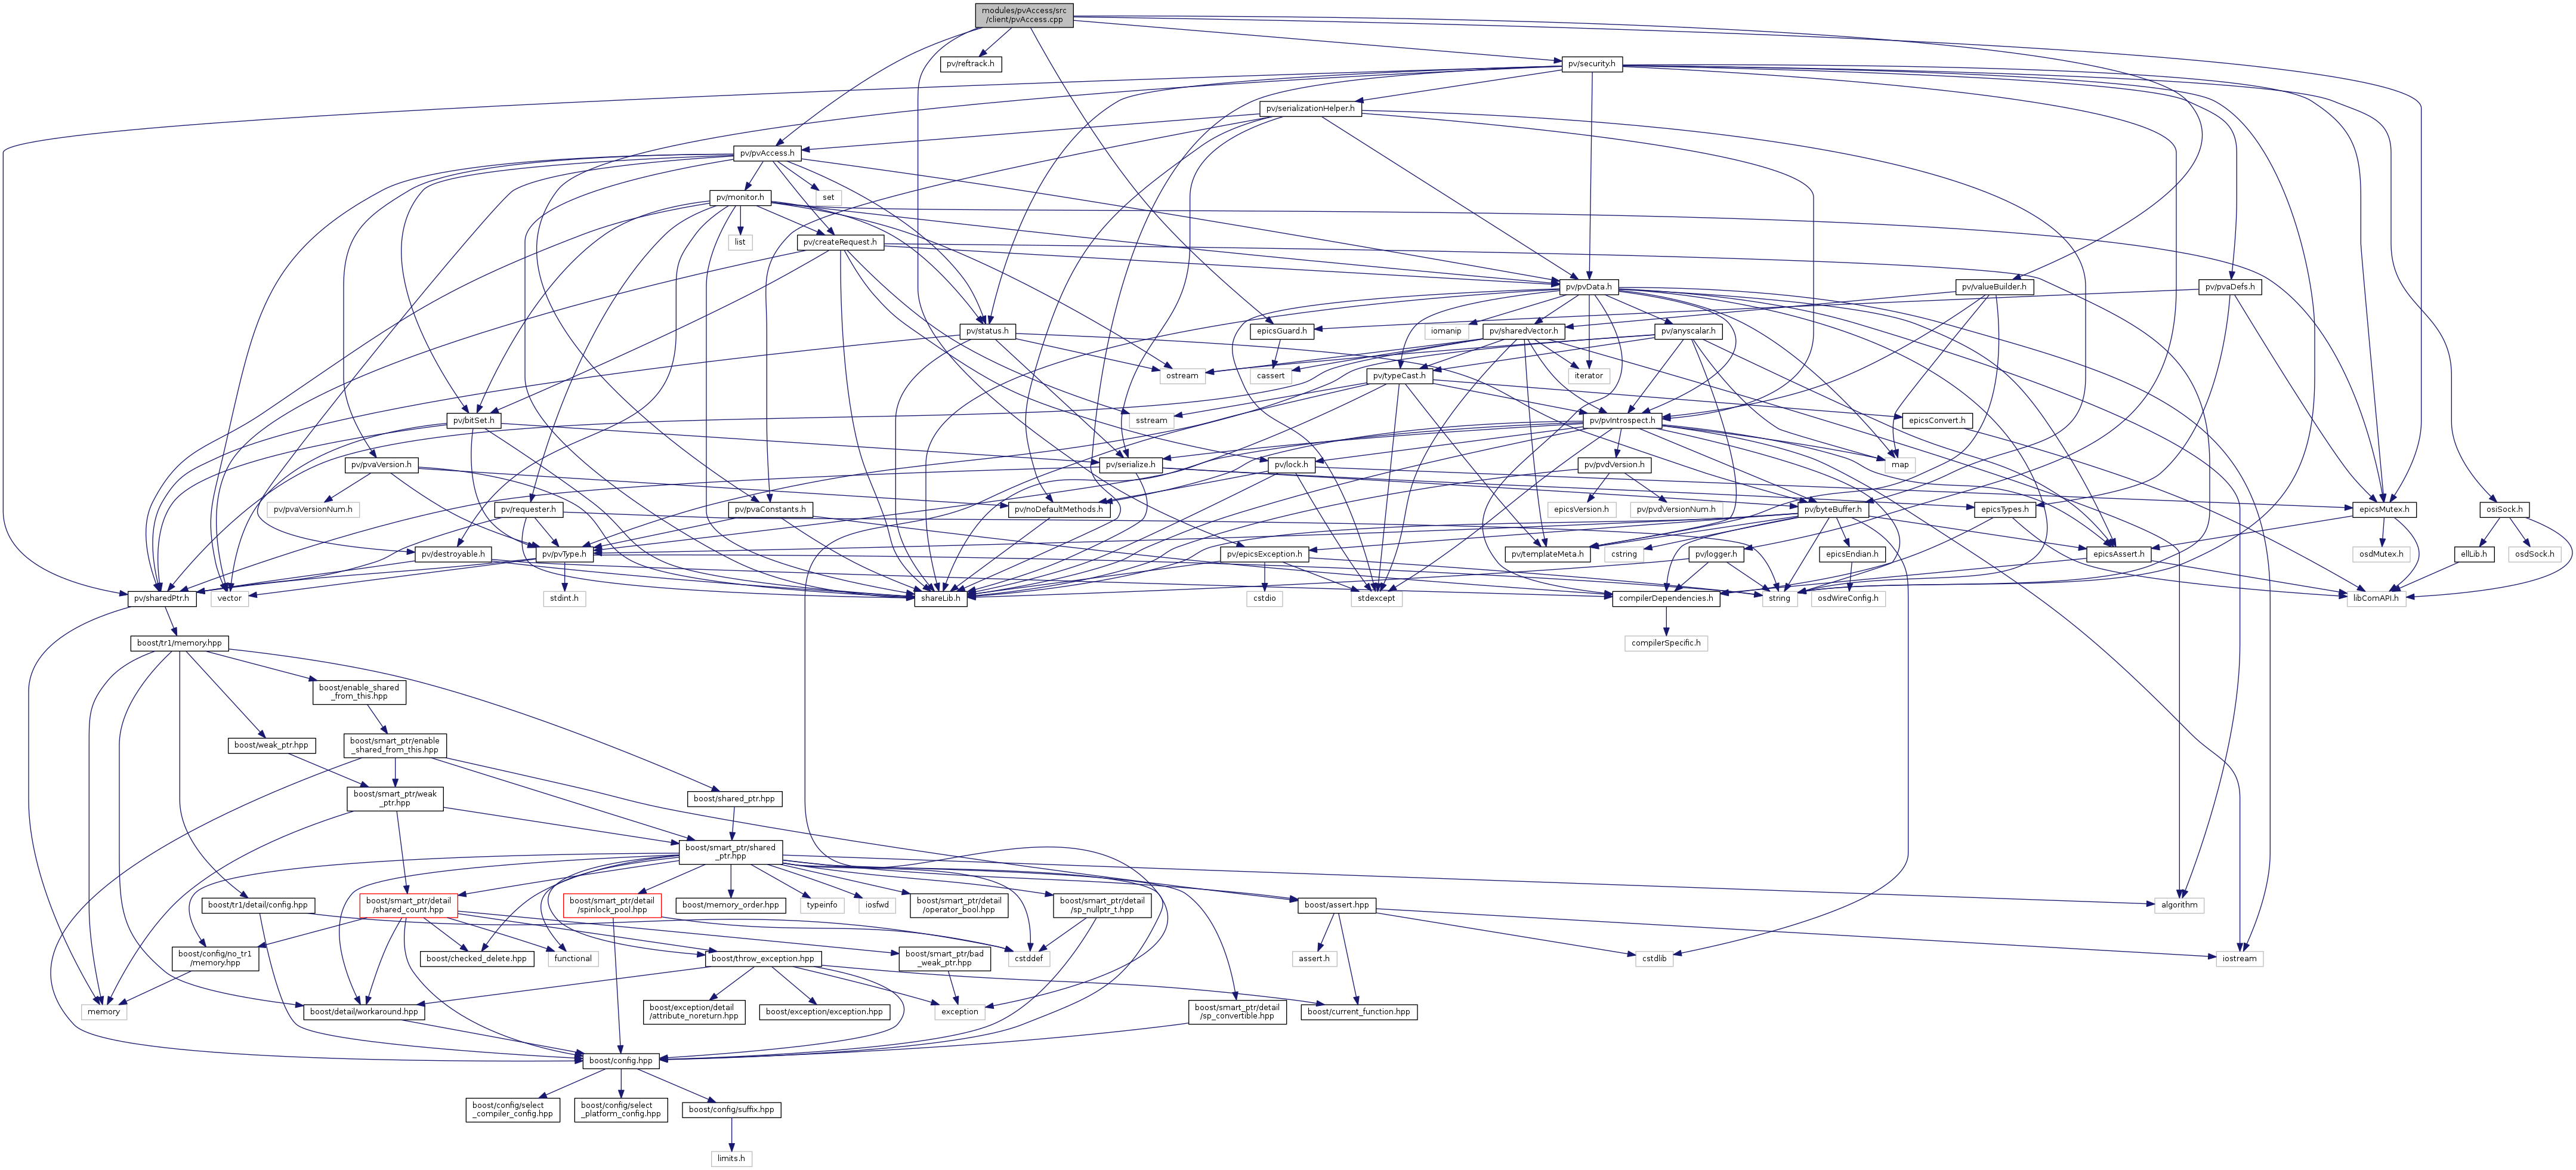 modules/pvAccess/src
/client/pvAccess.cpp
pv/reftrack.h
pv/security.h
pv/serializationHelper.h
pv/pvAccess.h
pv/monitor.h
set
list
pv/createRequest.h
pv/pvData.h
pv/valueBuilder.h
pv/pvaDefs.h
pv/status.h
epicsGuard.h
iomanip
pv/sharedVector.h
pv/anyscalar.h
ostream
cassert
pv/typeCast.h
iterator
pv/bitSet.h
sstream
pv/pvIntrospect.h
epicsConvert.h
pv/pvaVersion.h
pv/serialize.h
pv/lock.h
pv/pvdVersion.h
map
pv/pvaVersionNum.h
pv/requester.h
pv/pvaConstants.h
pv/noDefaultMethods.h
epicsVersion.h
pv/pvdVersionNum.h
pv/byteBuffer.h
epicsTypes.h
epicsMutex.h
osiSock.h
pv/destroyable.h
pv/pvType.h
pv/epicsException.h
pv/templateMeta.h
cstring
pv/logger.h
epicsEndian.h
epicsAssert.h
osdMutex.h
ellLib.h
osdSock.h
pv/sharedPtr.h
vector
stdint.h
shareLib.h
cstdio
stdexcept
compilerDependencies.h
string
osdWireConfig.h
libComAPI.h
boost/tr1/memory.hpp
compilerSpecific.h
boost/enable_shared
_from_this.hpp
boost/weak_ptr.hpp
boost/smart_ptr/enable
_shared_from_this.hpp
boost/smart_ptr/weak
_ptr.hpp
boost/shared_ptr.hpp
boost/smart_ptr/shared
_ptr.hpp
boost/tr1/detail/config.hpp
boost/smart_ptr/detail
/shared_count.hpp
boost/smart_ptr/detail
/spinlock_pool.hpp
boost/memory_order.hpp
typeinfo
iosfwd
boost/smart_ptr/detail
/operator_bool.hpp
boost/smart_ptr/detail
/sp_nullptr_t.hpp
boost/assert.hpp
algorithm
boost/config/no_tr1
/memory.hpp
boost/checked_delete.hpp
functional
boost/throw_exception.hpp
boost/smart_ptr/bad
_weak_ptr.hpp
cstddef
assert.h
cstdlib
iostream
memory
boost/detail/workaround.hpp
boost/exception/detail
/attribute_noreturn.hpp
boost/exception/exception.hpp
exception
boost/smart_ptr/detail
/sp_convertible.hpp
boost/current_function.hpp
boost/config.hpp
boost/config/select
_compiler_config.hpp
boost/config/select
_platform_config.hpp
boost/config/suffix.hpp
limits.h